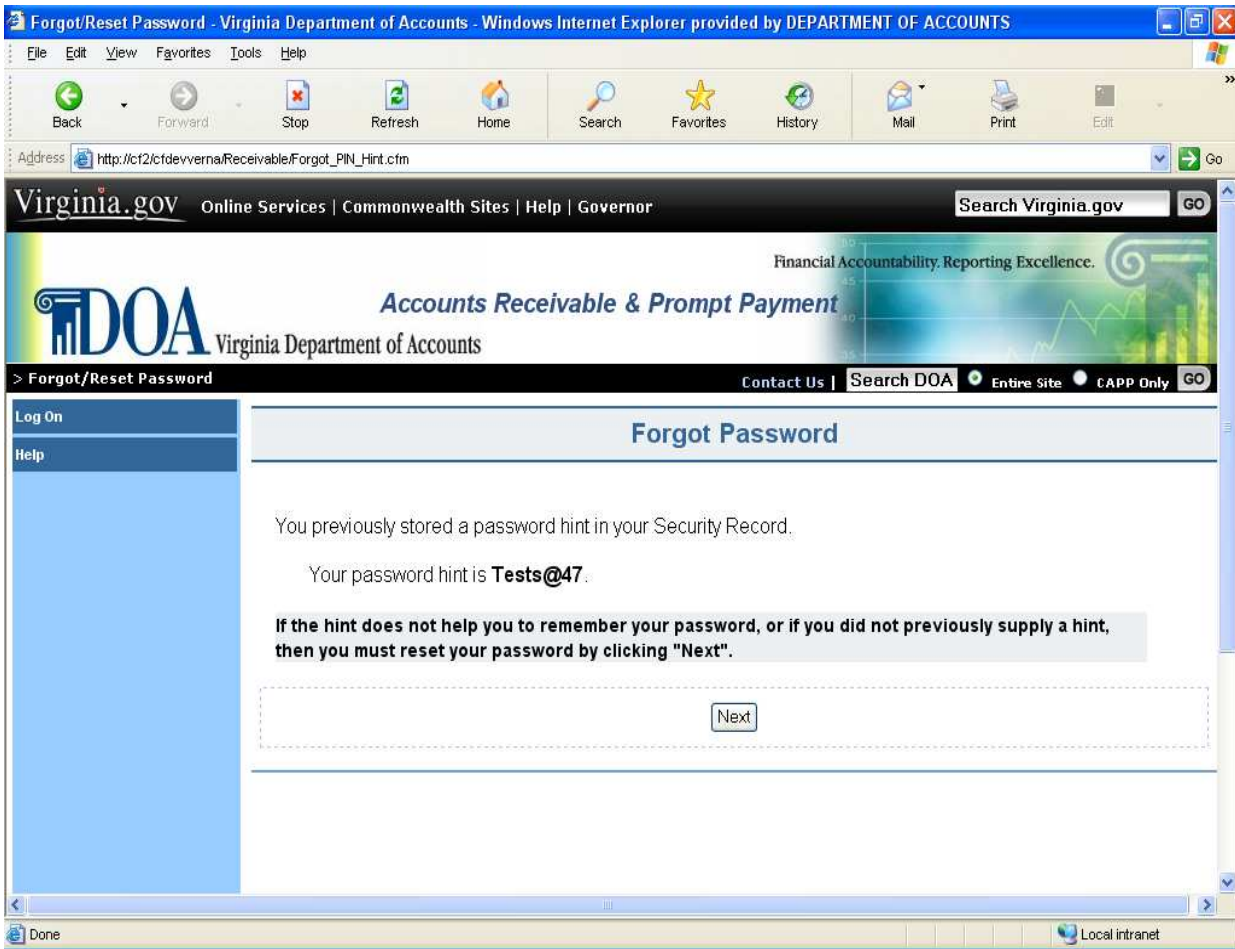 Forgot/Reset Password - Virginia Department of Accounts - Windows Internet Explorer provided by DEPARTMENT OF ACCOUNTS
File Edit View Favorites Tools Help
Back Forward Stop Refresh Home Search Favorites History Mail Print Edit
Address http://cf2/cfdevverna/Receivable/Forgot_PIN_Hint.cfm Go
Virginia.gov Online Services | Commonwealth Sites | Help | Governor Search Virginia.gov GO
Financial Accountability. Reporting Excellence.
Accounts Receivable & Prompt Payment
DOA Virginia Department of Accounts
50
45
40
35
> Forgot/Reset Password Contact Us | Search DOA Entire Site CAPP Only GO
Log On
Help
Forgot Password
You previously stored a password hint in your Security Record.
Your password hint is Tests@47.
If the hint does not help you to remember your password, or if you did not previously supply a hint,
then you must reset your password by clicking "Next".
Next
Done Local intranet